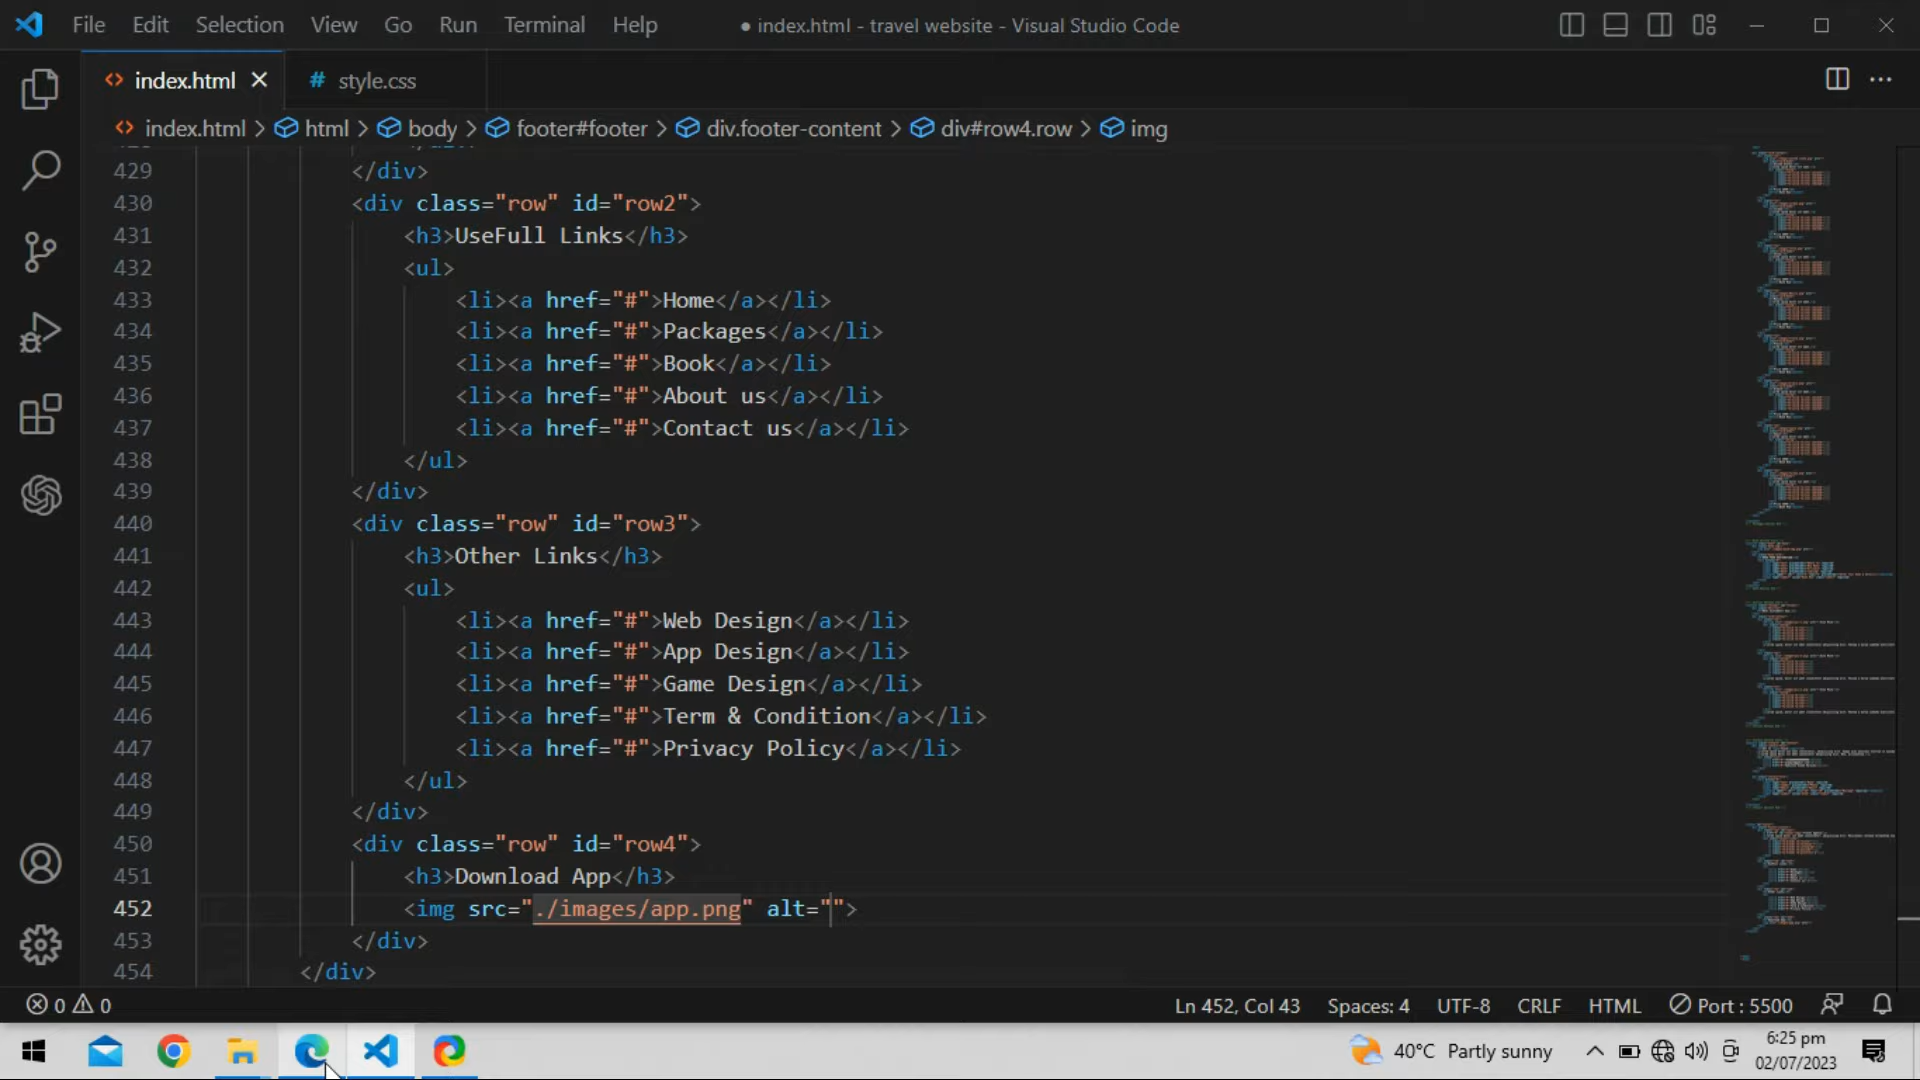 File Edit Selection View Go Run Terminal Help ● index.html - travel website - Visual Studio Code
index.html # style.css
index.html > html > body > footer#footer > div.footer-content > div#row4.row > img
429 </div>
430 <div class="row" id="row2">
431 <h3>UseFull Links</h3>
432 <ul>
433 <li><a href="#">Home</a></li>
434 <li><a href="#">Packages</a></li>
435 <li><a href="#">Book</a></li>
436 <li><a href="#">About us</a></li>
437 <li><a href="#">Contact us</a></li>
438 </ul>
439 </div>
440 <div class="row" id="row3">
441 <h3>Other Links</h3>
442 <ul>
443 <li><a href="#">Web Design</a></li>
444 <li><a href="#">App Design</a></li>
445 <li><a href="#">Game Design</a></li>
446 <li><a href="#">Term & Condition</a></li>
447 <li><a href="#">Privacy Policy</a></li>
448 </ul>
449 </div>
450 <div class="row" id="row4">
451 <h3>Download App</h3>
452 <img src="./images/app.png" alt="">
453 </div>
454 </div>
0 0 Ln 452, Col 43 Spaces: 4 UTF-8 CRLF HTML Port : 5500
40°C Partly sunny 6:25 pm
02/07/2023